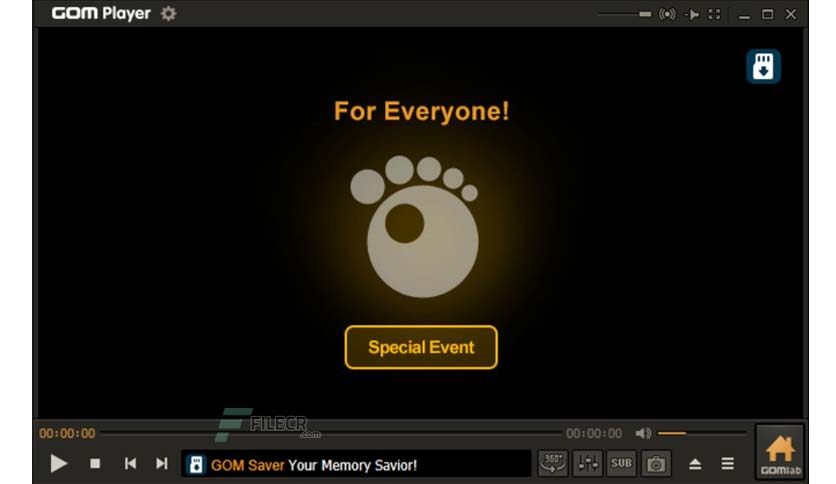 GOM Player
For Everyone!
Special Event
00:00:00
FILECR
.com
00:00:00
GOM Saver Your Memory Savior!
360°
SUB
GOMlab